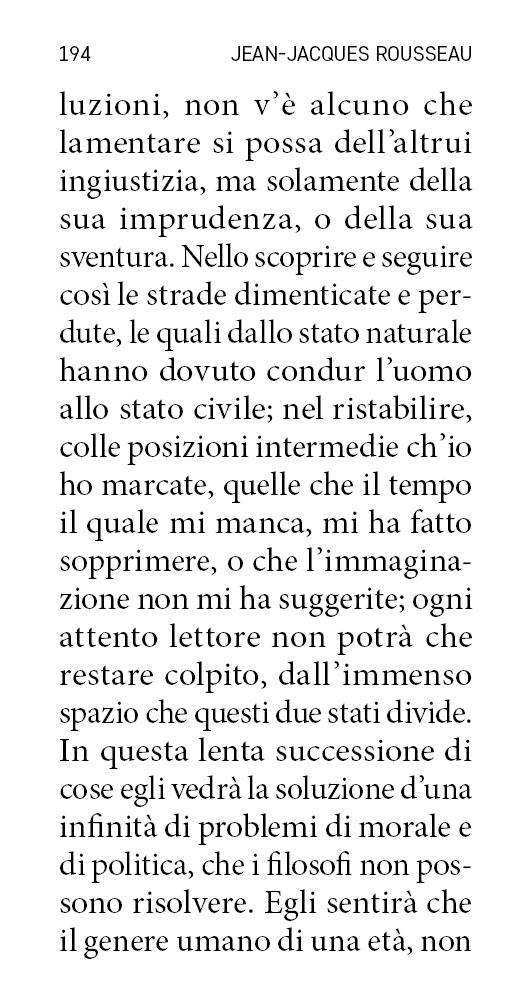 194 JEAN-JACQUES ROUSSEAU
luzioni, non v’è alcuno che
lamentare si possa dell’altrui
ingiustizia, ma solamente della
sua imprudenza, o della sua
sventura. Nello scoprire e seguire
così le strade dimenticate e per-
dute, le quali dallo stato naturale
hanno dovuto condur l’uomo
allo stato civile; nel ristabilire,
colle posizioni intermedie ch’io
ho marcate, quelle che il tempo
il quale mi manca, mi ha fatto
sopprimere, o che l’immagina-
zione non mi ha suggerite; ogni
attento lettore non potrà che
restare colpito, dall’immenso
spazio che questi due stati divide.
In questa lenta successione di
cose egli vedrà la soluzione d’una
infinità di problemi di morale e
di politica, che i filosofi non pos-
sono risolvere. Egli sentirà che
il genere umano di una età, non